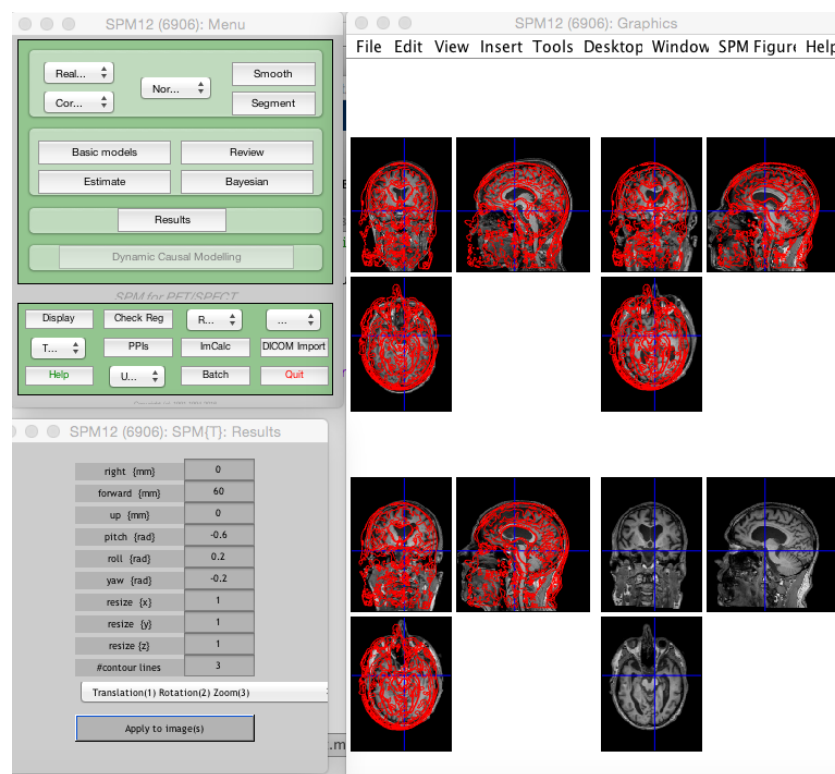 SPM12 (6906): Menu
Real...
Cor...
Nor...
Smooth
Segment
Basic models
Review
Estimate
Bayesian
Results
Dynamic Causal Modelling
SPM for PET/SPECT
Display
Check Reg
R...
...
T...
PPIs
ImCalc
DICOM Import
Help
U...
Batch
Quit
SPM12 (6906): SPM{T}: Results
right {mm} 0
forward {mm} 60
up {mm} 0
pitch {rad} -0.6
roll {rad} 0.2
yaw {rad} -0.2
resize {x} 1
resize {y} 1
resize {z} 1
#contour lines 3
Translation(1) Rotation(2) Zoom(3)
Apply to image(s)
.m
SPM12 (6906): Graphics
File Edit View Insert Tools Desktop Window SPM Figure Help